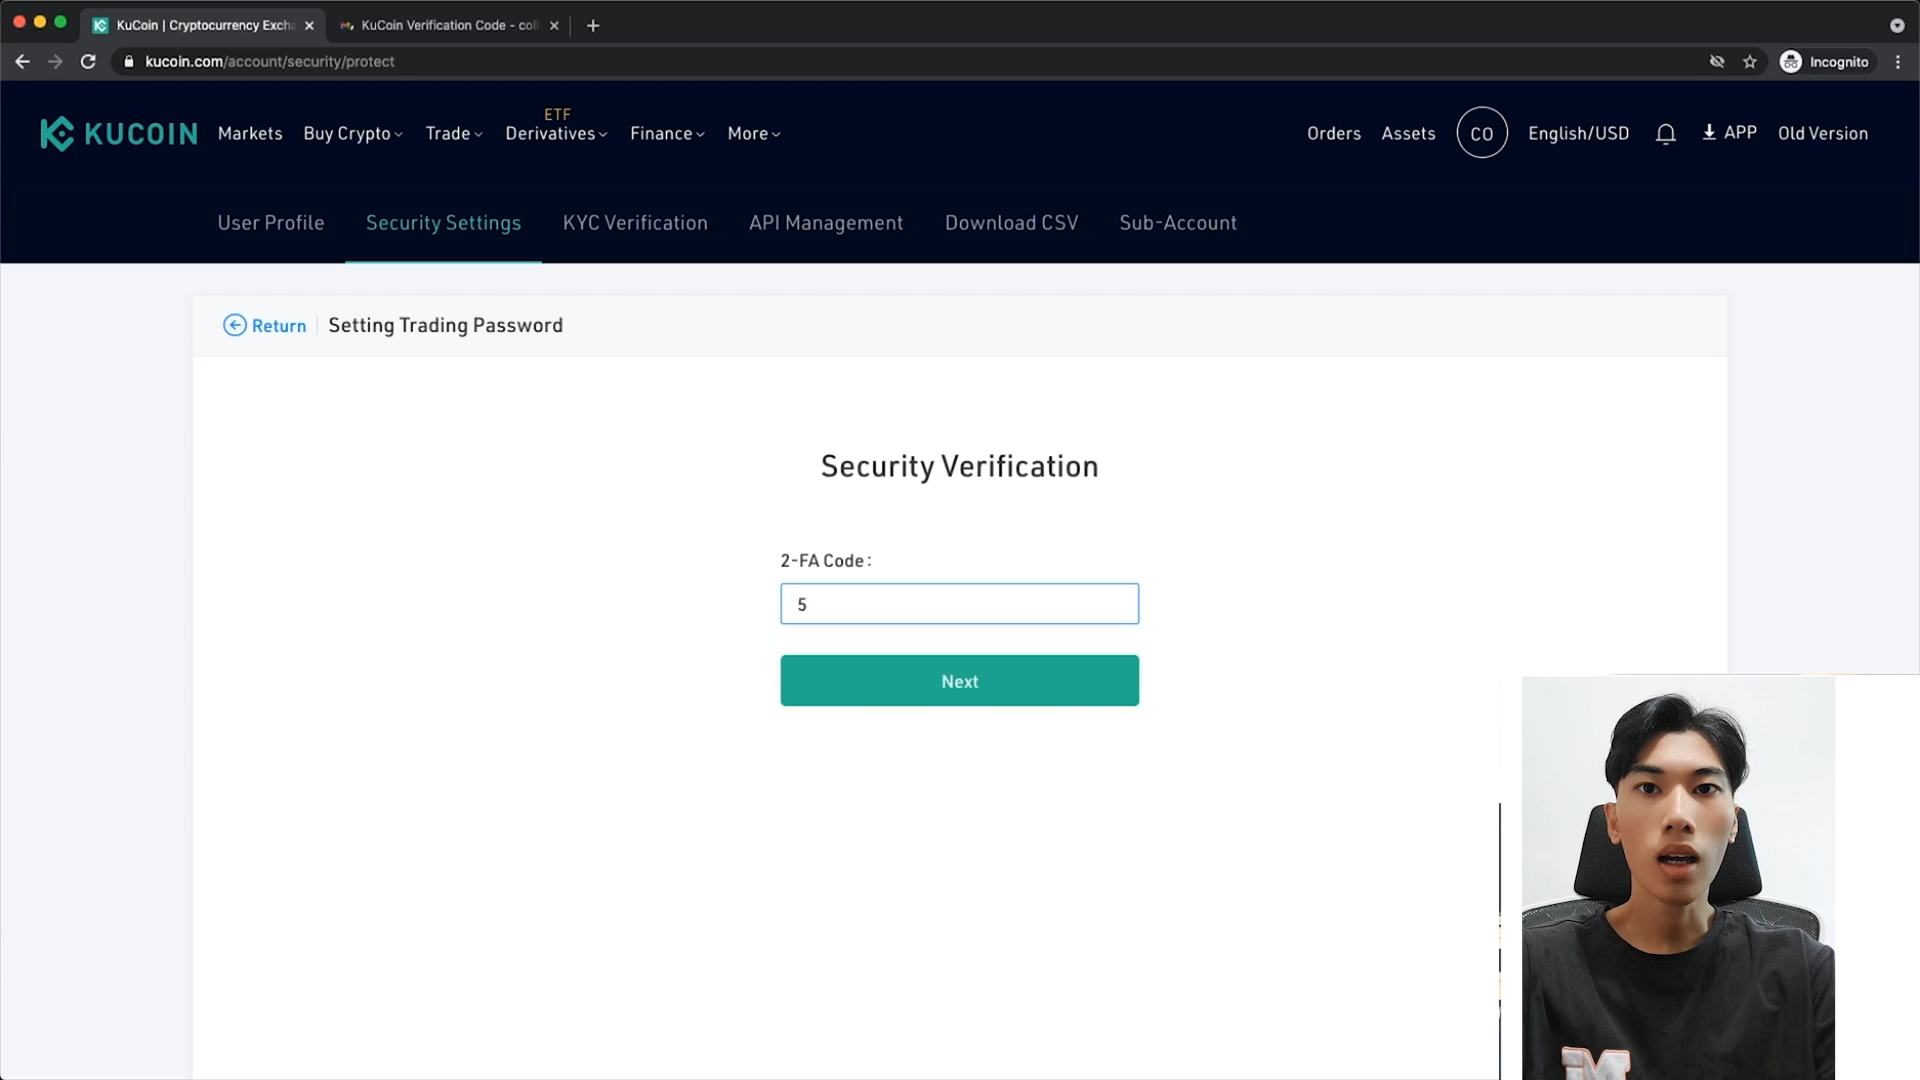 KuCoin | Cryptocurrency Excha
KuCoin Verification Code - coll
kucoin.com/account/security/protect
Incognito
KUCOIN
Markets
Buy Crypto
Trade
ETF
Derivatives
Finance
More
Orders
Assets
CO
English/USD
APP
Old Version
User Profile
Security Settings
KYC Verification
API Management
Download CSV
Sub-Account
Return
Setting Trading Password
Security Verification
2-FA Code:
5
Next